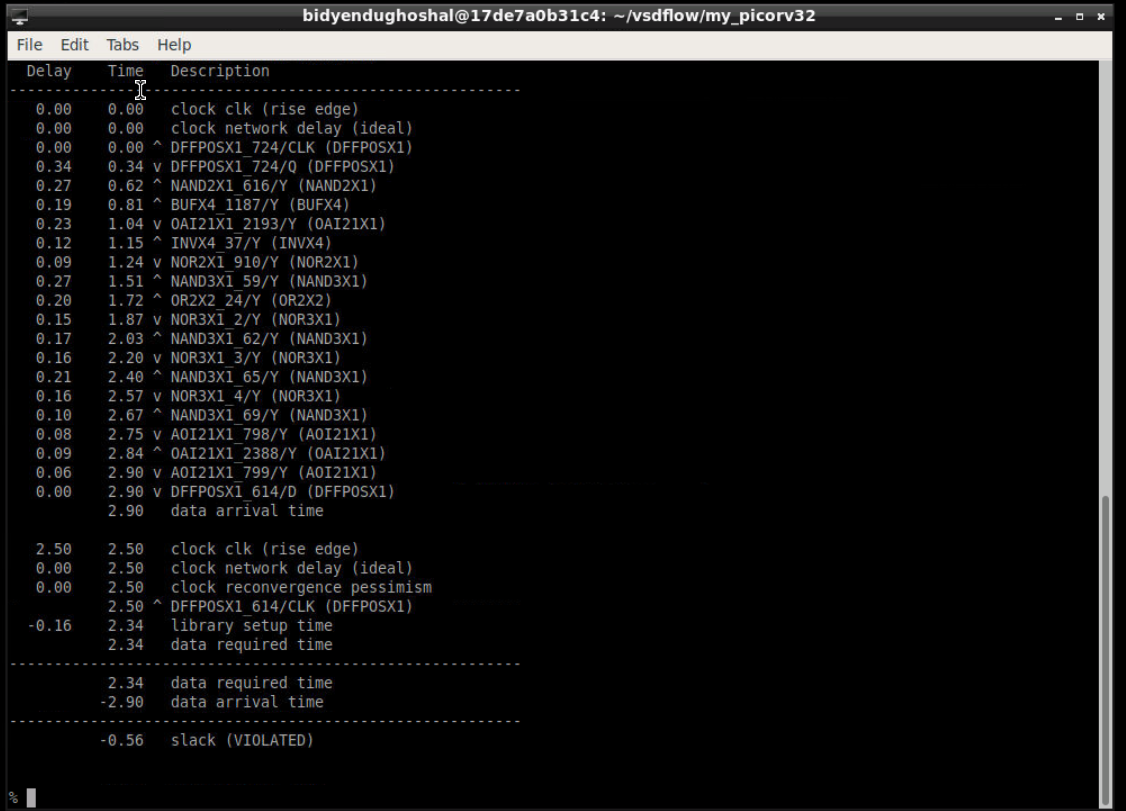 bidyendughoshal@17de7a0b31c4: ~/vsdflow/my_picorv32
File Edit Tabs Help
Delay Time Description
---------------------------------------------------------
0.00 0.00 clock clk (rise edge)
0.00 0.00 clock network delay (ideal)
0.00 0.00 ^ DFFPOSX1_724/CLK (DFFPOSX1)
0.34 0.34 v DFFPOSX1_724/Q (DFFPOSX1)
0.27 0.62 ^ NAND2X1_616/Y (NAND2X1)
0.19 0.81 ^ BUFX4_1187/Y (BUFX4)
0.23 1.04 v OAI21X1_2193/Y (OAI21X1)
0.12 1.15 ^ INVX4_37/Y (INVX4)
0.09 1.24 v NOR2X1_910/Y (NOR2X1)
0.27 1.51 ^ NAND3X1_59/Y (NAND3X1)
0.20 1.72 ^ OR2X2_24/Y (OR2X2)
0.15 1.87 v NOR3X1_2/Y (NOR3X1)
0.17 2.03 ^ NAND3X1_62/Y (NAND3X1)
0.16 2.20 v NOR3X1_3/Y (NOR3X1)
0.21 2.40 ^ NAND3X1_65/Y (NAND3X1)
0.16 2.57 v NOR3X1_4/Y (NOR3X1)
0.10 2.67 ^ NAND3X1_69/Y (NAND3X1)
0.08 2.75 v AOI21X1_798/Y (AOI21X1)
0.09 2.84 ^ OAI21X1_2388/Y (OAI21X1)
0.06 2.90 v AOI21X1_799/Y (AOI21X1)
0.00 2.90 v DFFPOSX1_614/D (DFFPOSX1)
2.90 data arrival time
2.50 2.50 clock clk (rise edge)
0.00 2.50 clock network delay (ideal)
0.00 2.50 clock reconvergence pessimism
2.50 ^ DFFPOSX1_614/CLK (DFFPOSX1)
-0.16 2.34 library setup time
2.34 data required time
---------------------------------------------------------
2.34 data required time
-2.90 data arrival time
---------------------------------------------------------
-0.56 slack (VIOLATED)
%